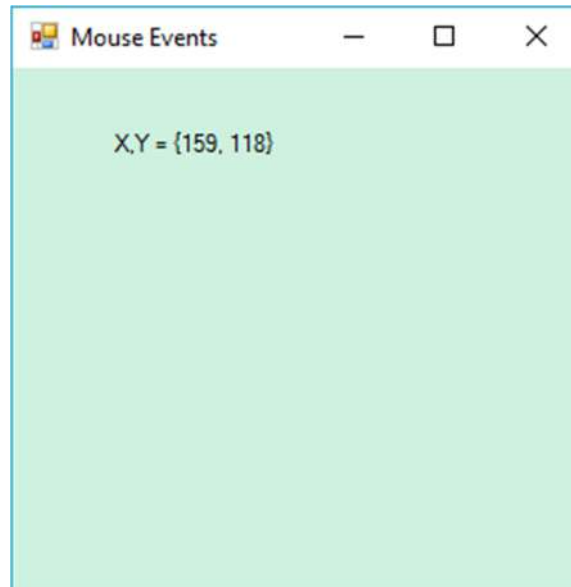 Mouse Events
X,Y = {159, 118}